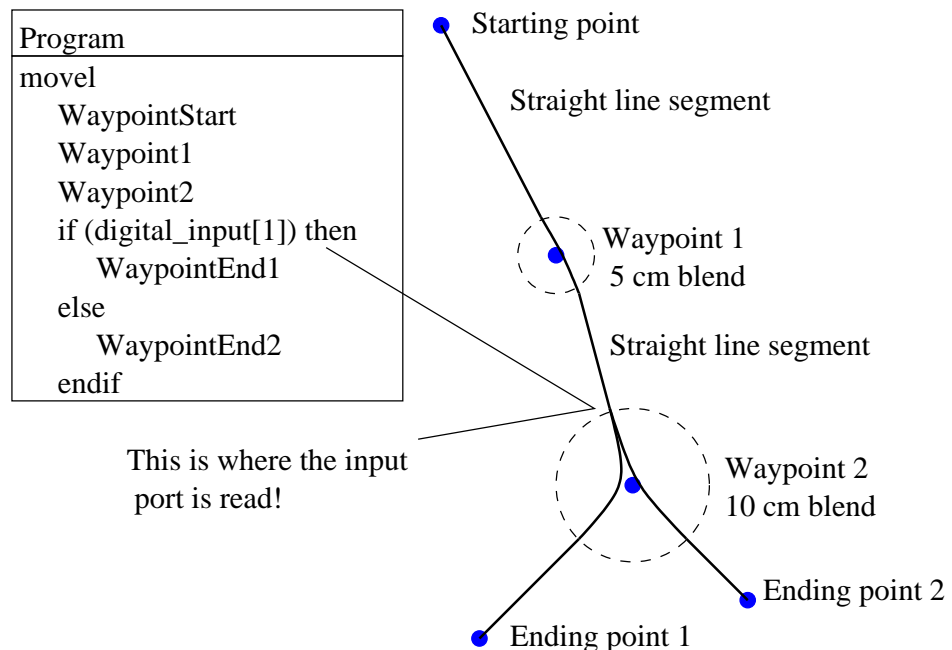 Program
movel
WaypointStart
Waypoint1
Waypoint2
if (digital_input[1]) then
WaypointEnd1
else
WaypointEnd2
endif
Starting point
Straight line segment
Waypoint 1
5 cm blend
Straight line segment
This is where the input
port is read!
Waypoint 2
10 cm blend
Ending point 2
Ending point 1